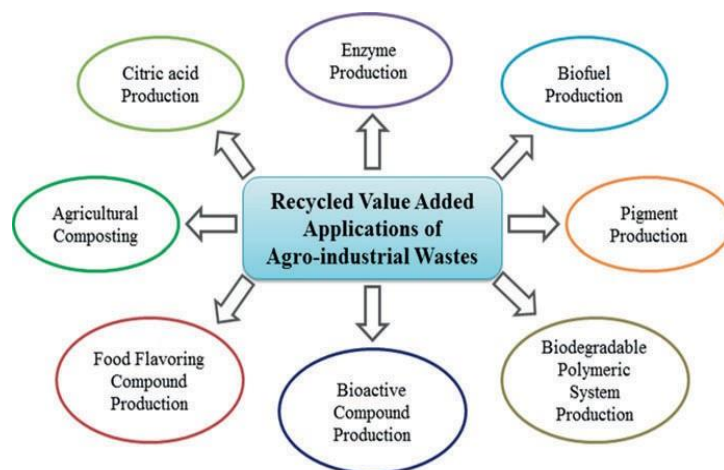 Enzyme
Production
Citric acid
Production
Biofuel
Production
Recycled Value Added
Applications of
Agro-industrial Wastes
Agricultural
Composting
Pigment
Production
Food Flavoring
Compound
Production
Bioactive
Compound
Production
Biodegradable
Polymeric
System
Production